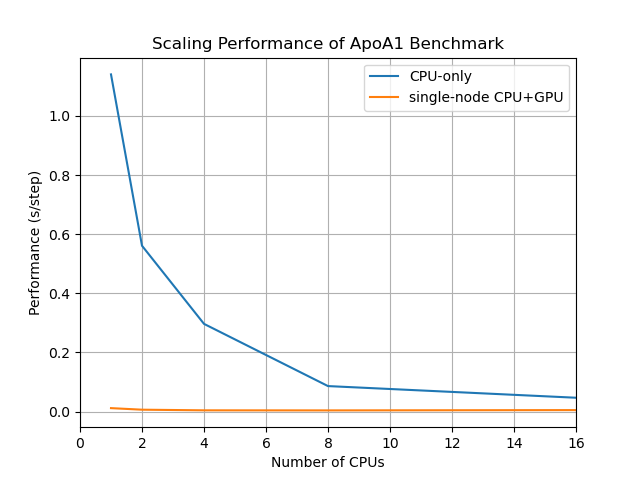 Scaling Performance of ApoA1 Benchmark
CPU-only
single-node CPU+GPU
Performance (s/step)
1.0
0.8
0.6
0.4
0.2
0.0
0 2 4 6 8 10 12 14 16
Number of CPUs